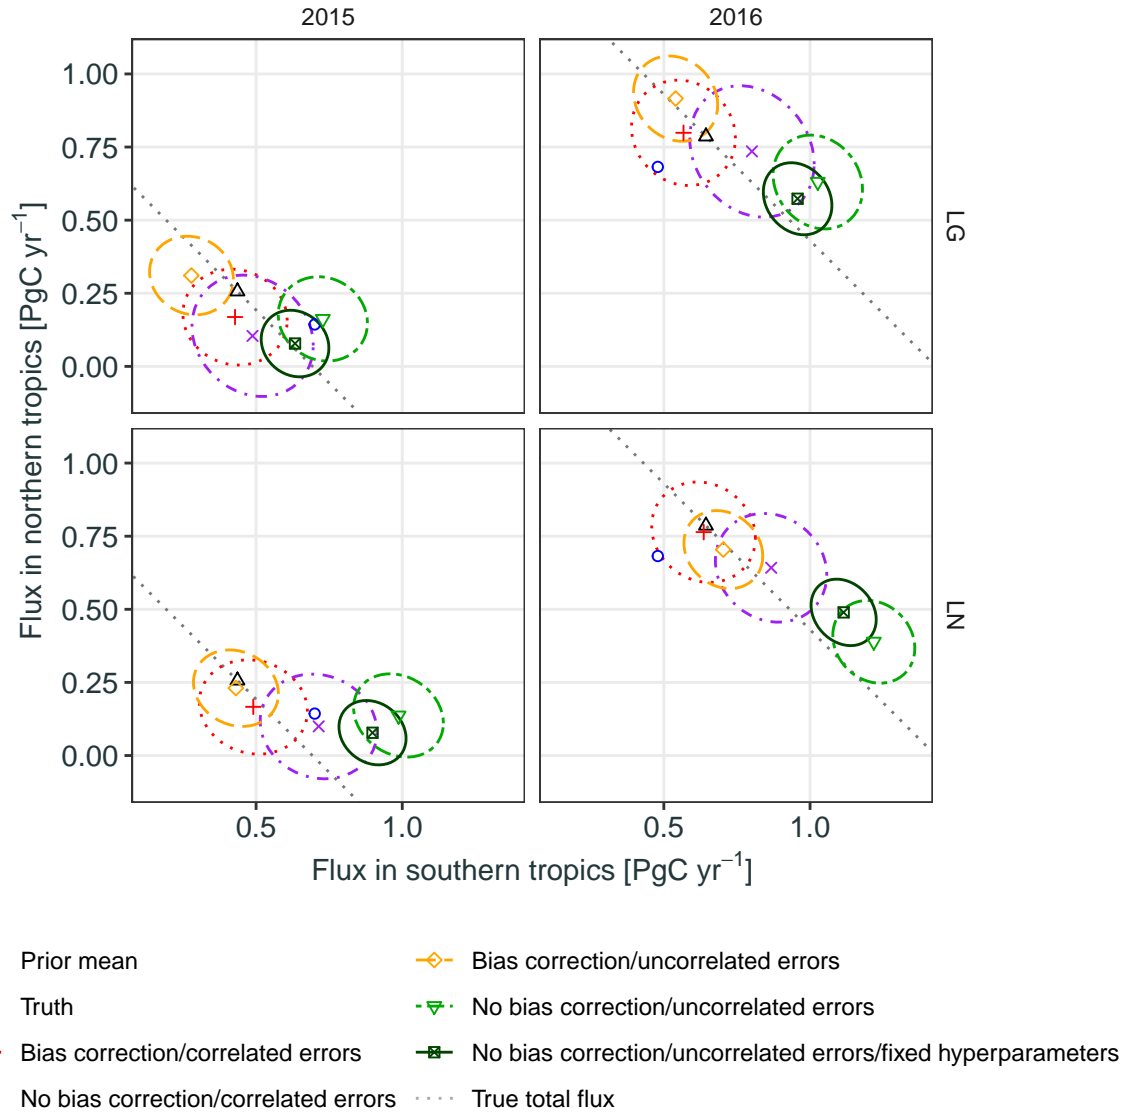 2015
2016
1.00
0.75
0.50
0.25
0.00
LG
1.00
0.75
0.50
0.25
0.00
LN
0.5
1.0
0.5
1.0
Flux in northern tropics [PgC yr⁻¹]
Flux in southern tropics [PgC yr⁻¹]
Prior mean
Truth
Bias correction/correlated errors
No bias correction/correlated errors
Bias correction/uncorrelated errors
No bias correction/uncorrelated errors
No bias correction/uncorrelated errors/fixed hyperparameters
True total flux